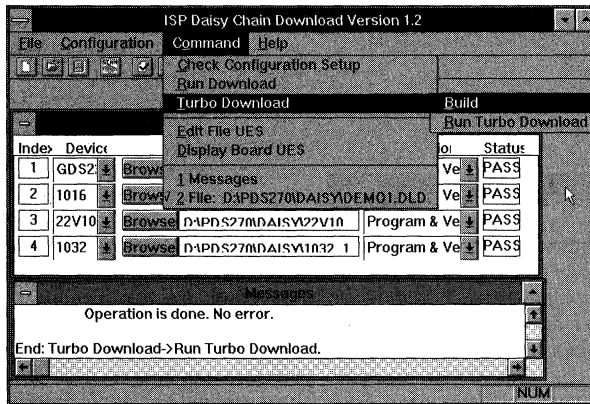 ISP Daisy Chain Download Version 1.2
File Configuration Command Help
Check Configuration Setup
Run Download
Turbo Download Build
Run Turbo Download
Edit File UES
Display Board UES
1 Messages
2 File: D:\PDS270\DAISY\DEMO1.DLD
Index Device Status
1 GDS2 Browse Ve PASS
2 1016 Browse Ve PASS
3 22V10 Browse D:\PDS270\DAISY\22V10 Program & Ve PASS
4 1032 Browse D:\PDS270\DAISY\1032_1 Program & Ve PASS
Messages
Operation is done. No error.
End: Turbo Download->Run Turbo Download.
NUM